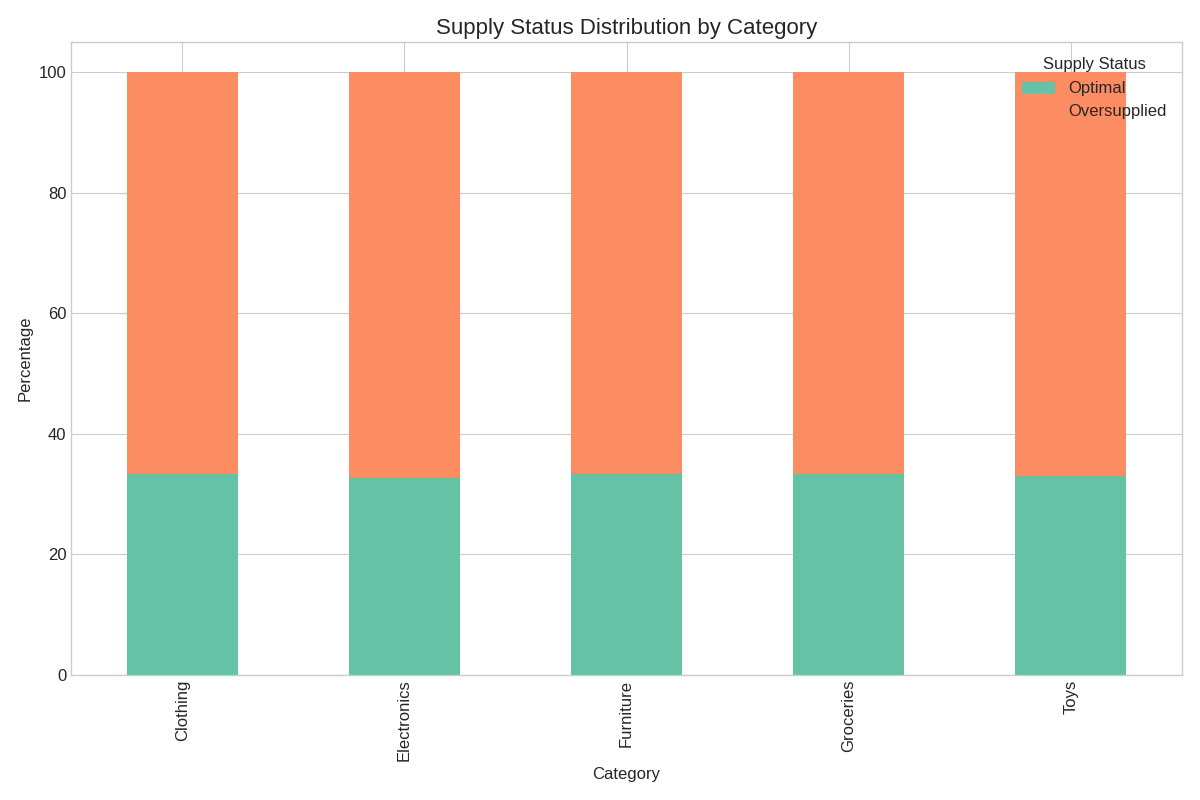 Supply Status Distribution by Category
Supply Status
Optimal
Oversupplied
100
80
60
40
20
0
Percentage
Clothing
Electronics
Furniture
Groceries
Toys
Category